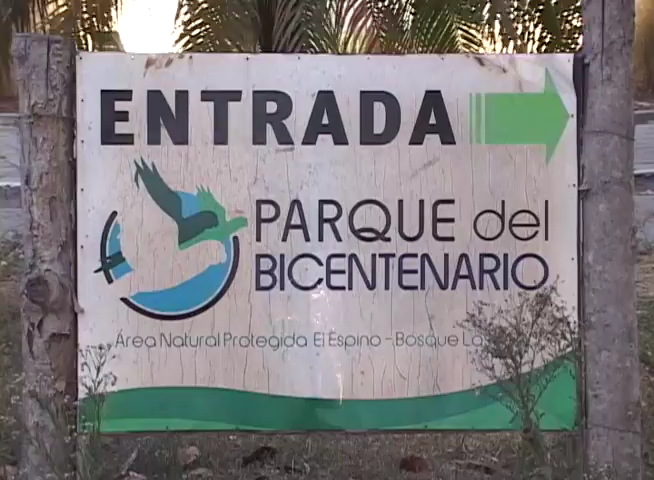 ENTRADA
PARQUE del
BICENTENARIO
Área Natural Protegida El Espino - Bosque